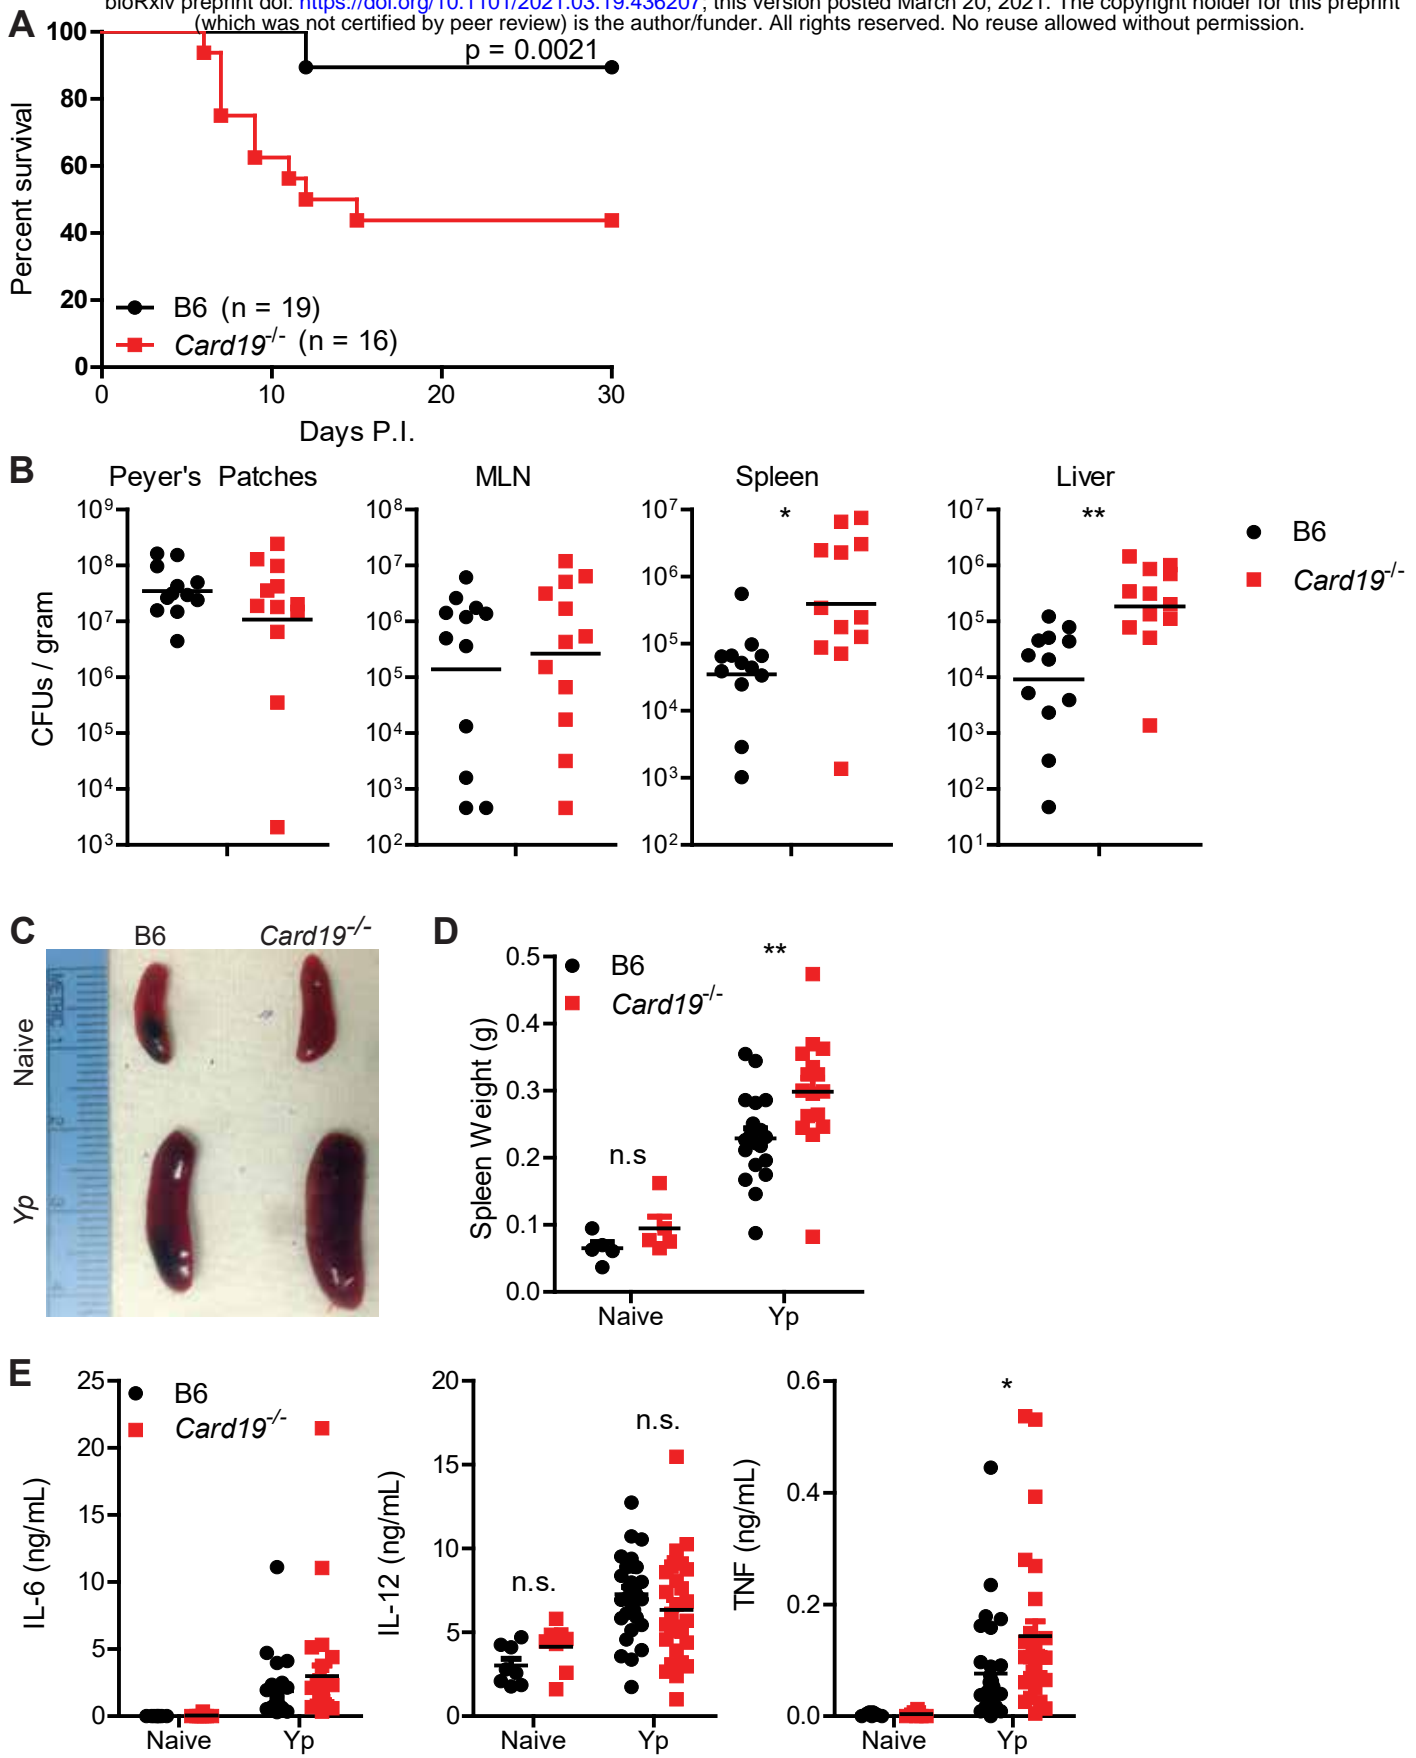 bioRxiv preprint doi: https://doi.org/10.1101/2021.03.19.436207; this version posted March 20, 2021. The copyright holder for this preprint
(which was not certified by peer review) is the author/funder. All rights reserved. No reuse allowed without permission.
A
100
80
60
40
20
0
Percent survival
p = 0.0021
B6 (n = 19)
Card19-/- (n = 16)
0 10 20 30
Days P.I.
B
Peyer's Patches MLN Spleen Liver
CFUs / gram
10⁹
10⁸
10⁷
10⁶
10⁵
10⁴
10³
10⁸
10⁷
10⁶
10⁵
10⁴
10³
10²
*
10⁷
10⁶
10⁵
10⁴
10³
10²
**
10⁷
10⁶
10⁵
10⁴
10³
10²
10¹
B6
Card19-/-
C
B6 Card19-/-
Naive
Yp
METRIC 1
2
3
4
D
Spleen Weight (g)
0.5
0.4
0.3
0.2
0.1
0.0
B6
Card19-/-
n.s
**
Naive Yp
E
IL-6 (ng/mL)
25
20
15
10
5
0
B6
Card19-/-
Naive Yp
IL-12 (ng/mL)
20
15
10
5
0
n.s.
n.s.
Naive Yp
TNF (ng/mL)
0.6
0.4
0.2
0.0
*
Naive Yp